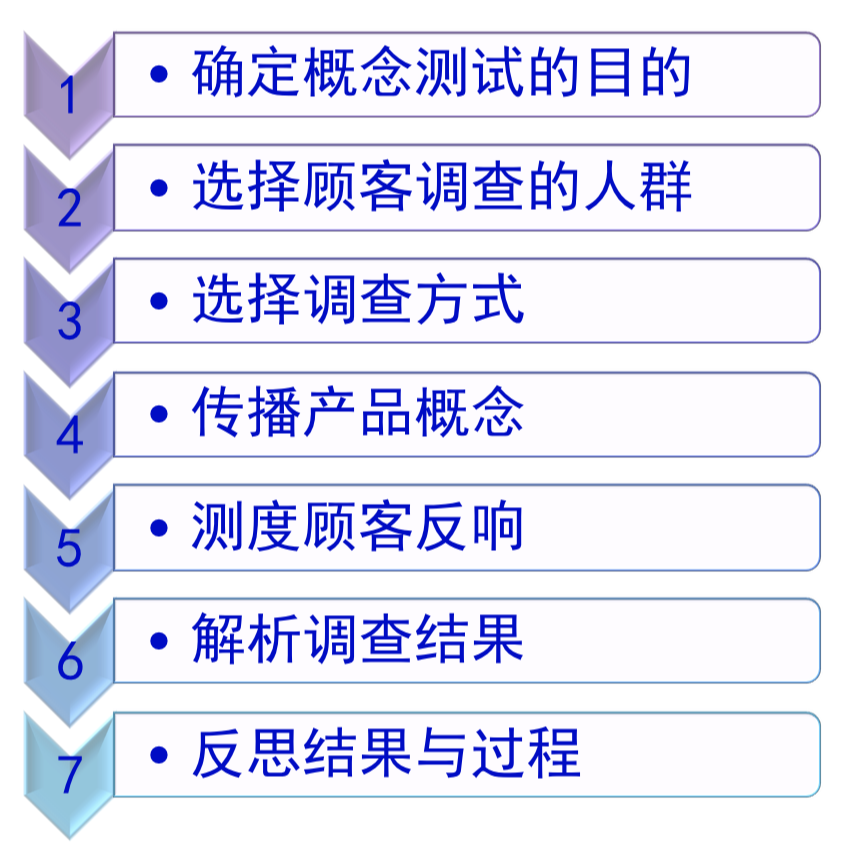 1 • 确定概念测试的目的
2 • 选择顾客调查的人群
3 • 选择调查方式
4 • 传播产品概念
5 • 测度顾客反响
6 • 解析调查结果
7 • 反思结果与过程